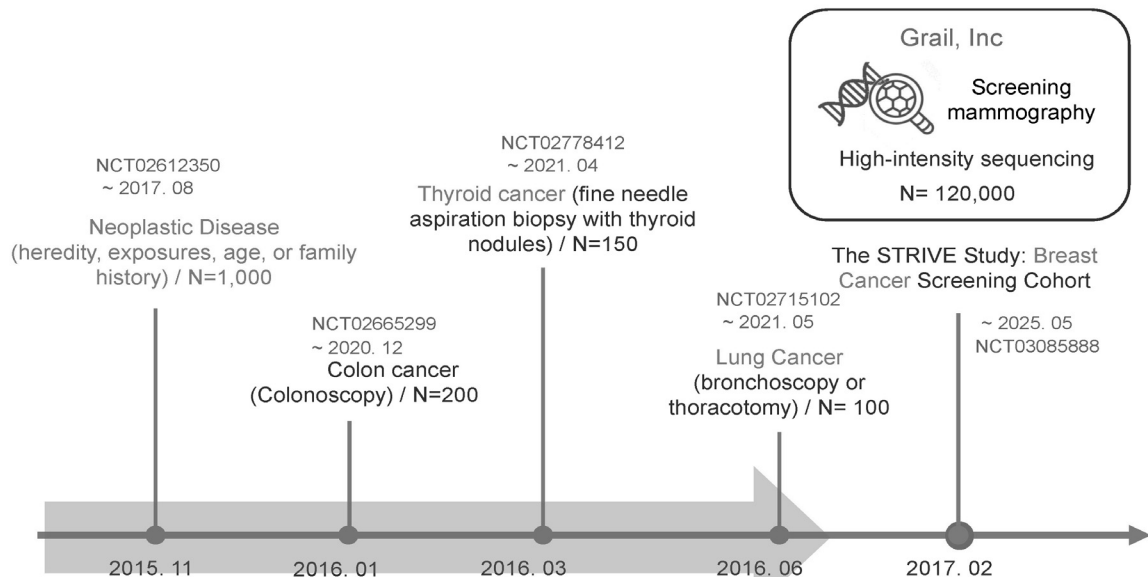 Grail, Inc
Screening
mammography
High-intensity sequencing
N= 120,000
NCT02612350
~ 2017. 08
Neoplastic Disease
(heredity, exposures, age, or family
history) / N=1,000
NCT02665299
~ 2020. 12
Colon cancer
(Colonoscopy) / N=200
NCT02778412
~ 2021. 04
Thyroid cancer (fine needle
aspiration biopsy with thyroid
nodules) / N=150
NCT02715102
~ 2021. 05
Lung Cancer
(bronchoscopy or
thoracotomy) / N= 100
The STRIVE Study: Breast
Cancer Screening Cohort
~ 2025. 05
NCT03085888
2015. 11
2016. 01
2016. 03
2016. 06
2017. 02